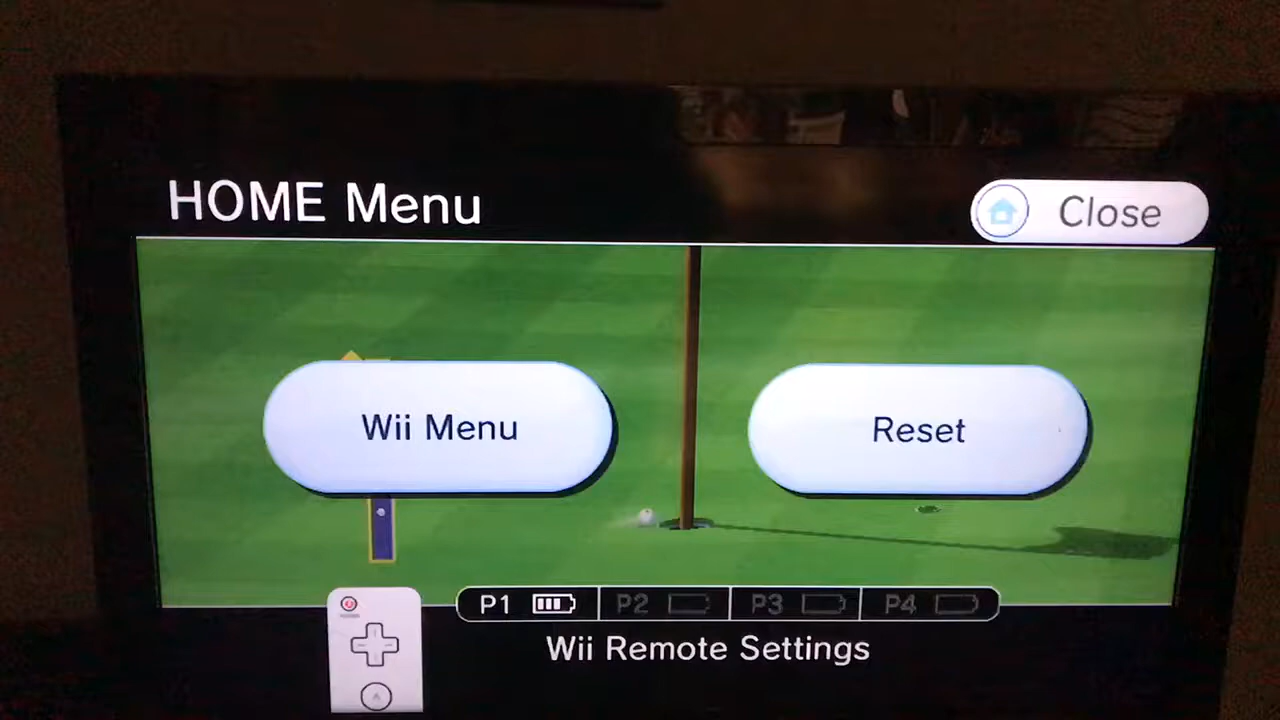 HOME Menu
Close
Wii Menu
Reset
P1 P2 P3 P4
Wii Remote Settings
A